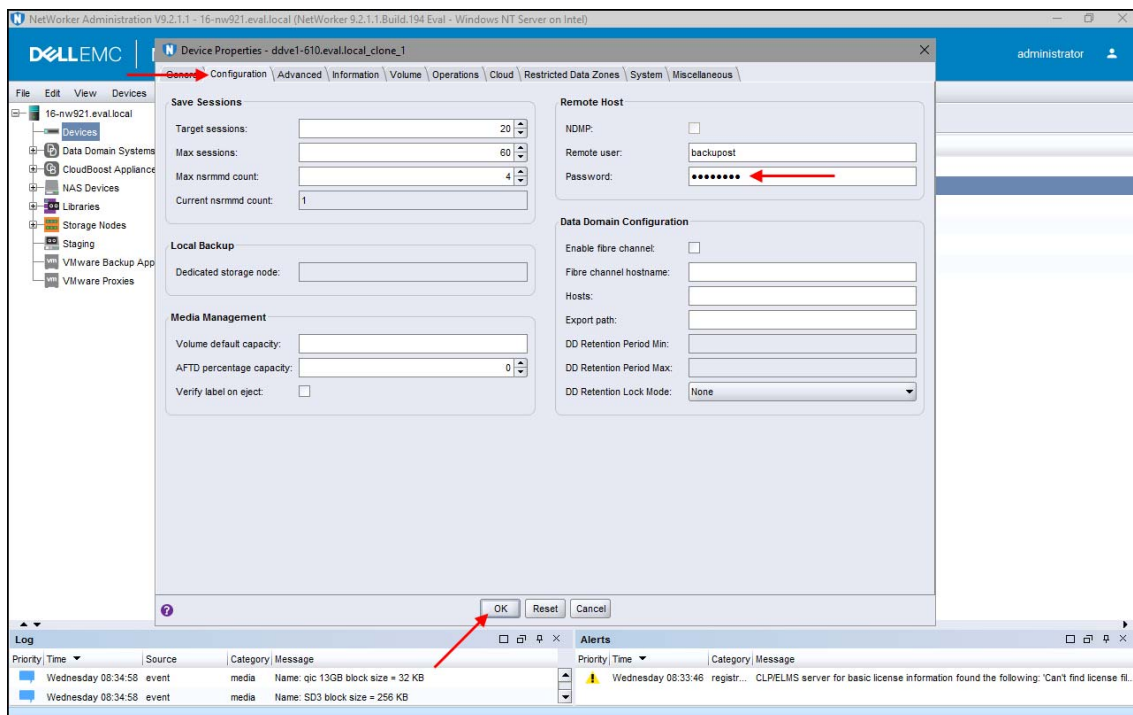 NetWorker Administration V9.2.1.1 - 16-nw921.eval.local (NetWorker 9.2.1.1.Build.194 Eval - Windows NT Server on Intel)
DELLEMC
administrator
Device Properties - ddve1-610.eval.local_clone_1
General Configuration Advanced Information Volume Operations Cloud Restricted Data Zones System Miscellaneous
File Edit View Devices
16-nw921.eval.local
Devices
Data Domain Systems
CloudBoost Appliance
NAS Devices
Libraries
Storage Nodes
Staging
VMware Backup App
VMware Proxies
Save Sessions
Target sessions: 20
Max sessions: 60
Max nsrmmd count: 4
Current nsrmmd count: 1
Local Backup
Dedicated storage node:
Media Management
Volume default capacity:
AFTD percentage capacity: 0
Verify label on eject:
Remote Host
NDMP:
Remote user: backupost
Password: ●●●●●●●●
Data Domain Configuration
Enable fibre channel:
Fibre channel hostname:
Hosts:
Export path:
DD Retention Period Min:
DD Retention Period Max:
DD Retention Lock Mode: None
OK Reset Cancel
Log
Priority Time Source Category Message
Wednesday 08:34:58 event media Name: qic 13GB block size = 32 KB
Wednesday 08:34:58 event media Name: SD3 block size = 256 KB
Alerts
Priority Time Category Message
Wednesday 08:33:46 registr... CLP/ELMS server for basic license information found the following: 'Can't find license fil...